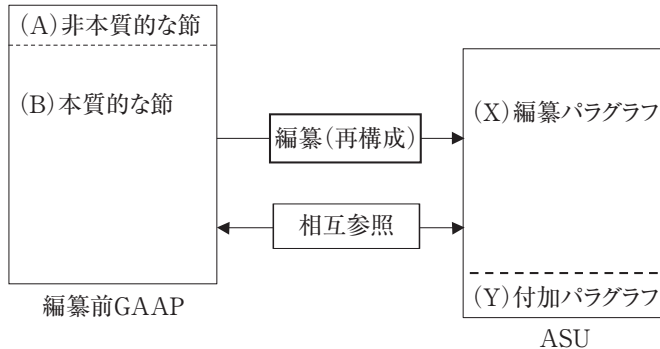 (A)非本質的な節
(B)本質的な節
編纂(再構成)
(X)編纂パラグラフ
相互参照
(Y)付加パラグラフ
編纂前GAAP
ASU